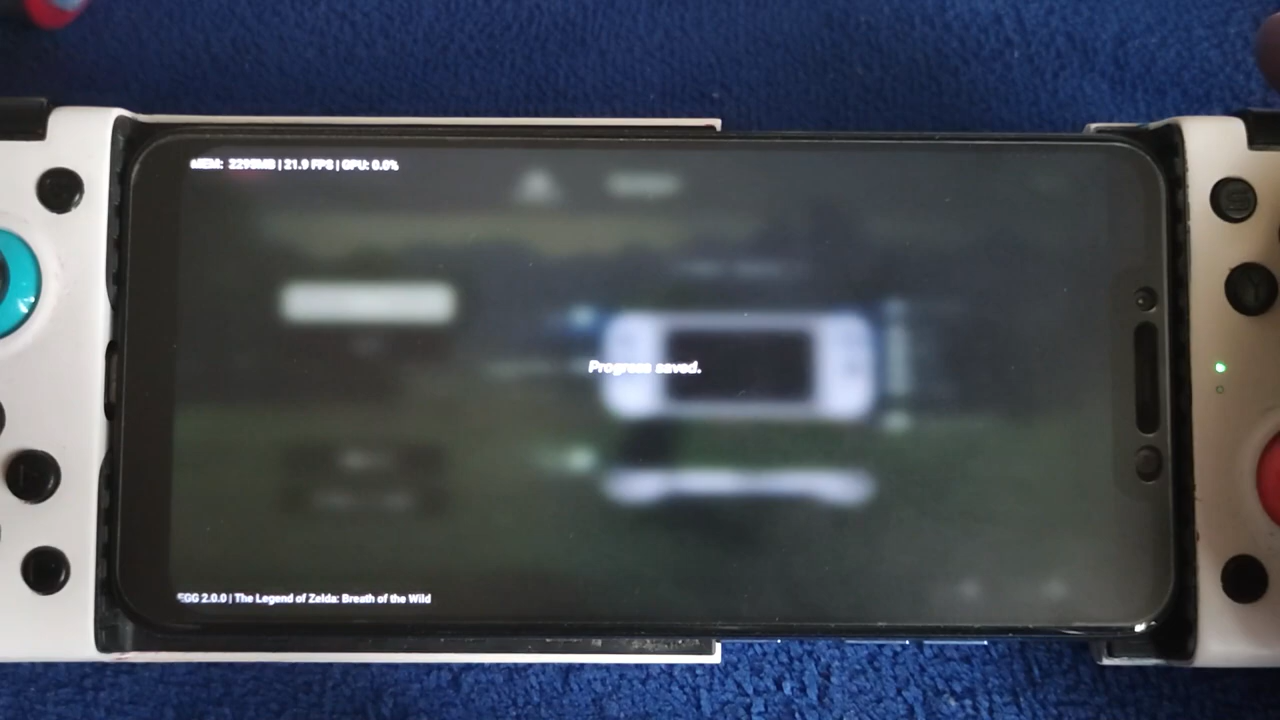 MEM: 2295MB | 21.9 FPS | GPU: 0.0%
Progress saved.
EGG 2.0.0 | The Legend of Zelda: Breath of the Wild